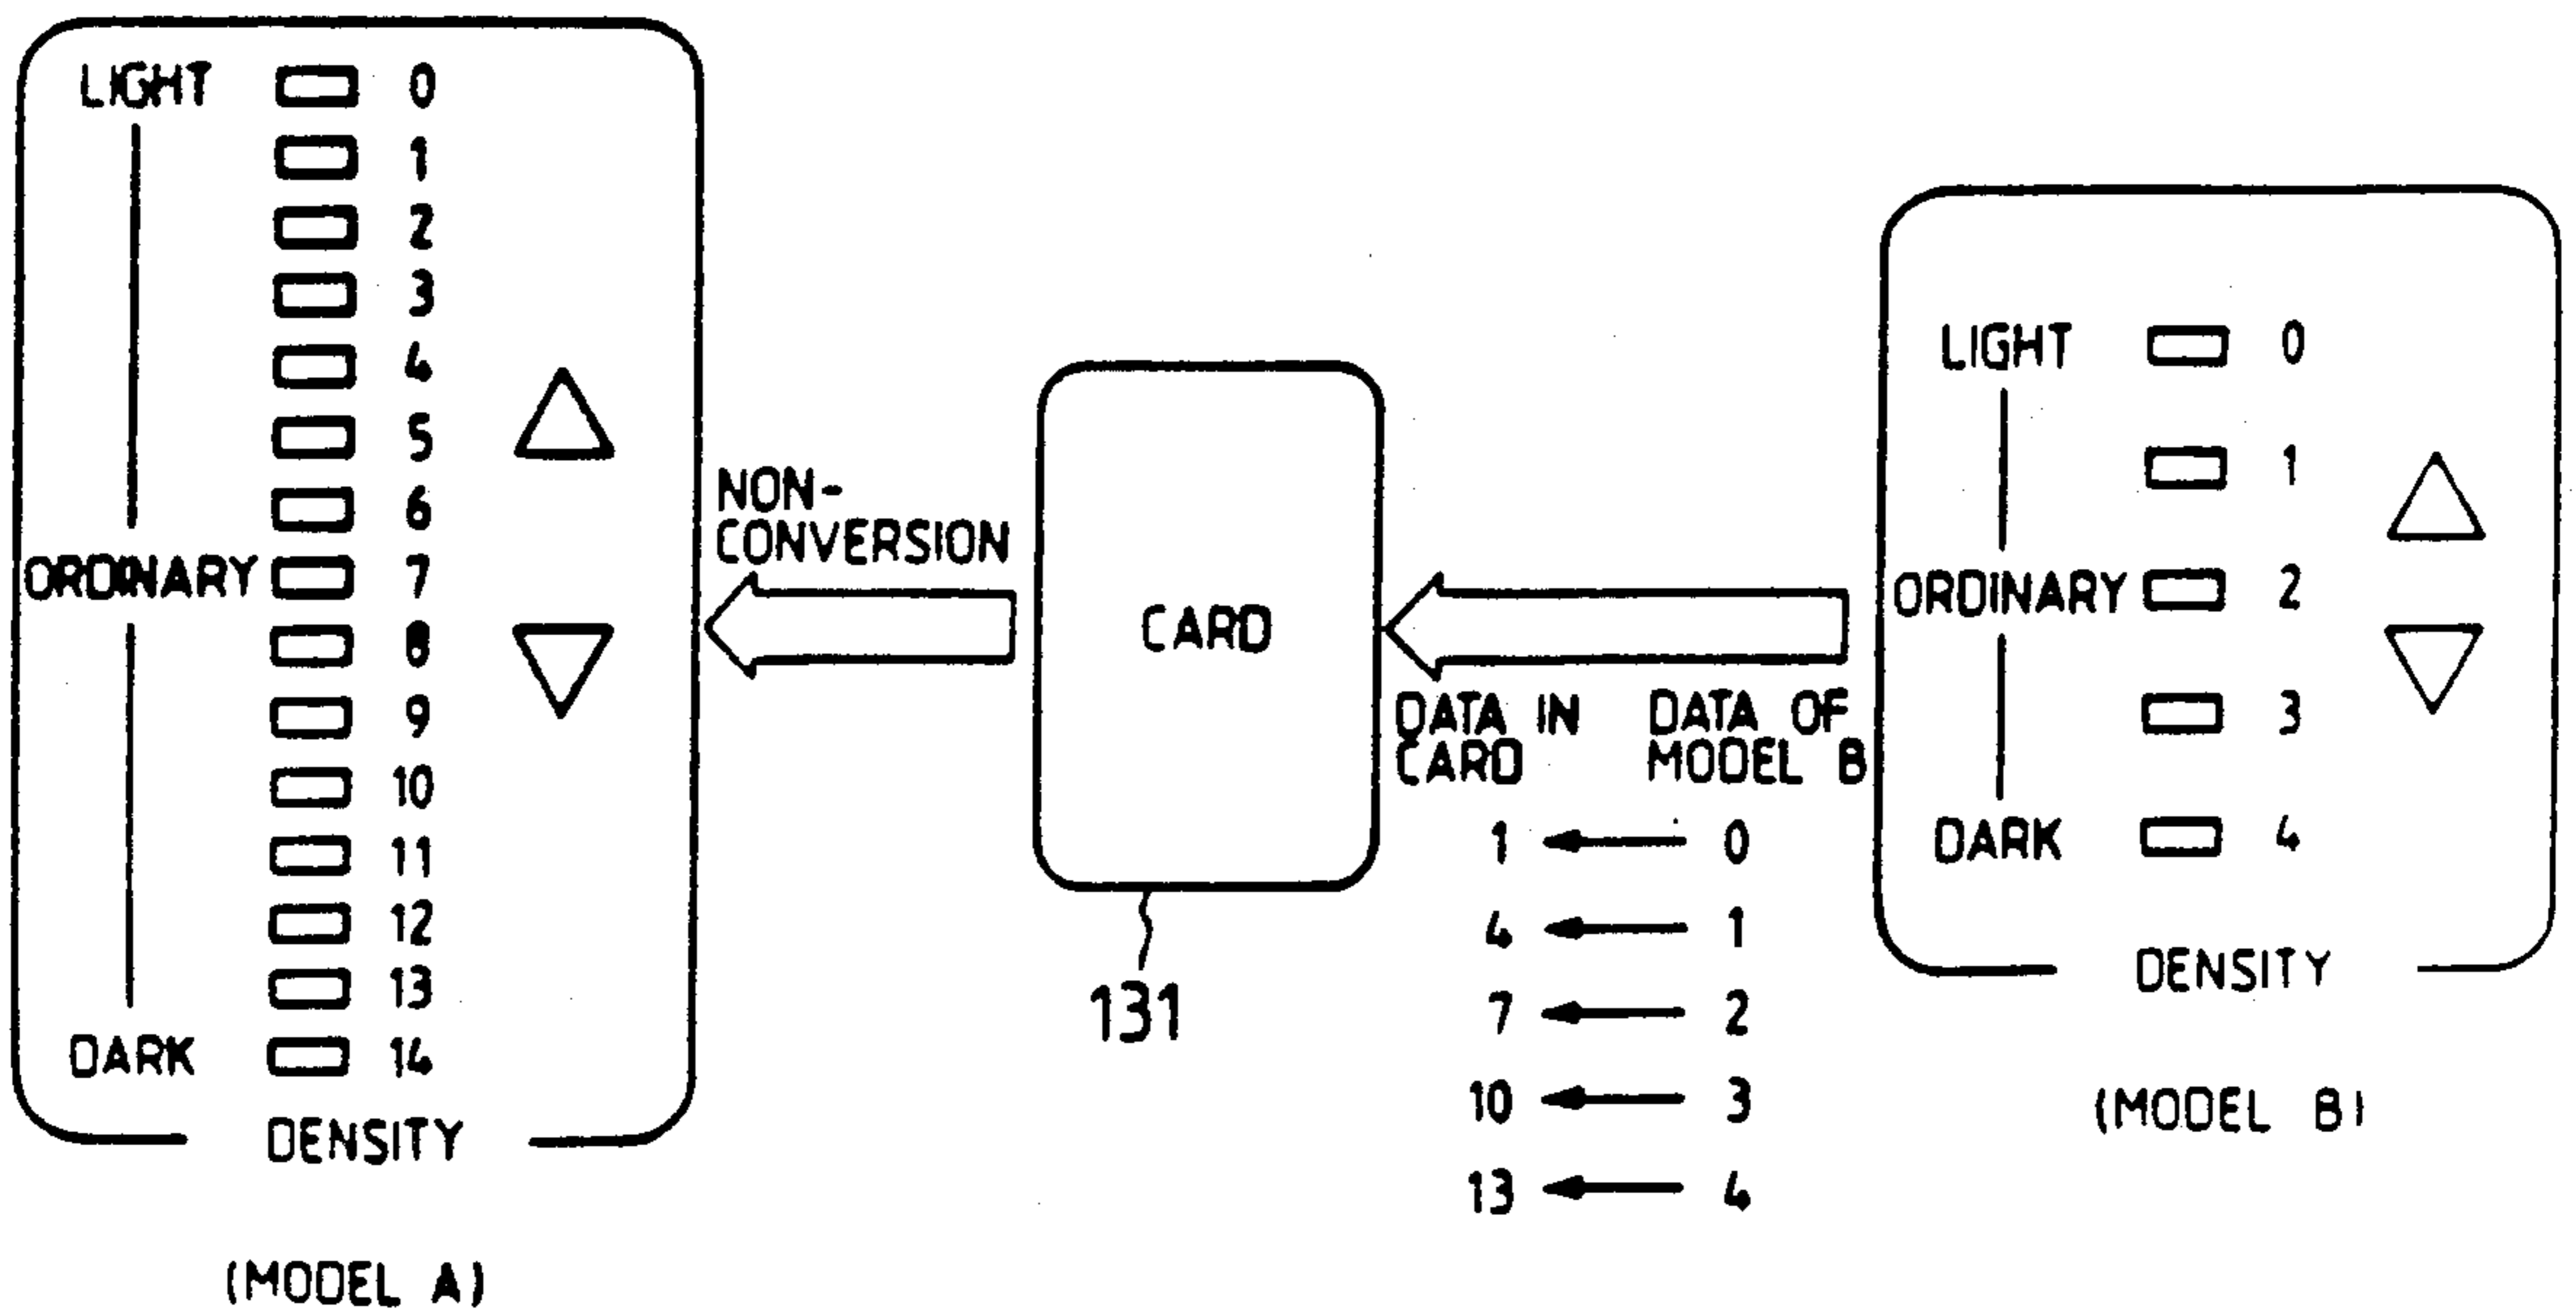 LIGHT 0
1
2
3
4
5
6
ORDINARY 7
8
9
10
11
12
13
DARK 14
DENSITY
(MODEL A)
NON-
CONVERSION
CARD
131
DATA IN
CARD
DATA OF
MODEL B
1 0
4 1
7 2
10 3
13 4
LIGHT 0
1
ORDINARY 2
3
DARK 4
DENSITY
(MODEL B)